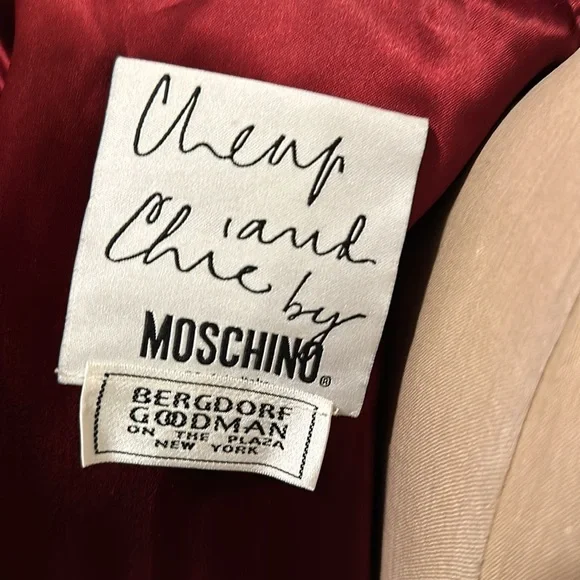 Cheap
and
Chic by
MOSCHINO®
BERGDORF
GOODMAN
ON THE PLAZA
NEW YORK